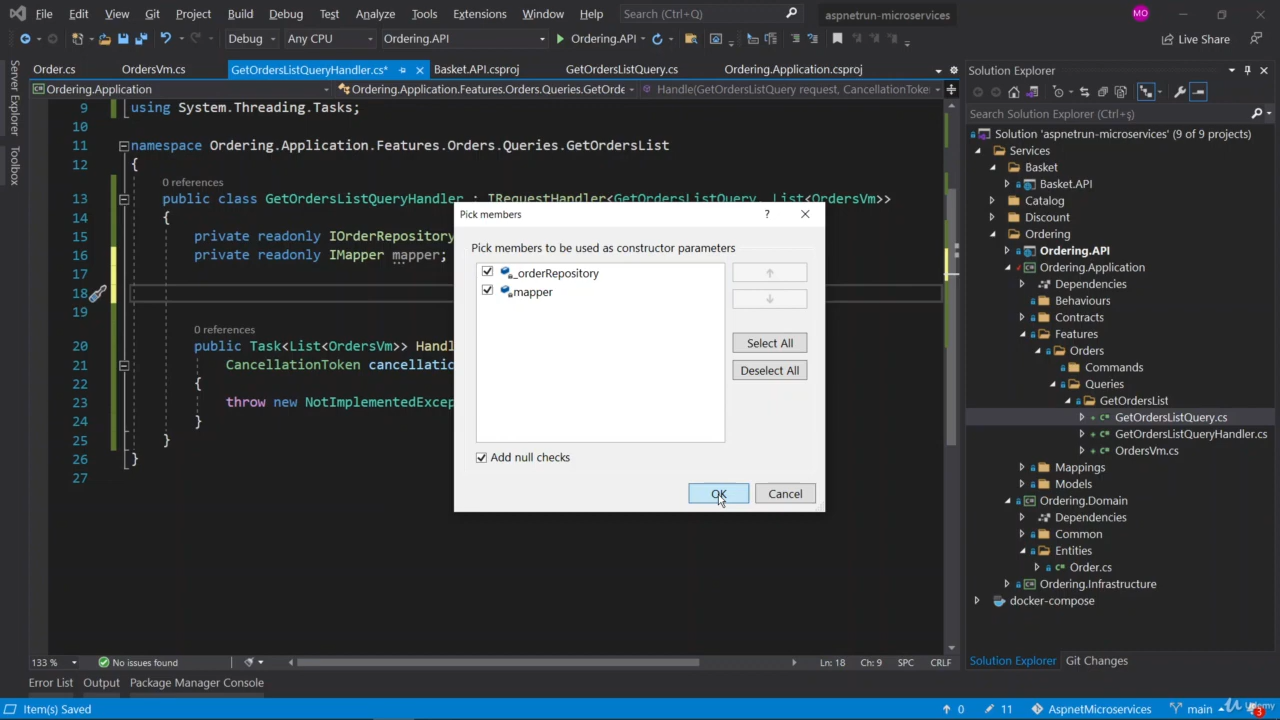 File Edit View Git Project Build Debug Test Analyze Tools Extensions Window Help Search (Ctrl+Q) aspnetrun-microservices MO
Debug Any CPU Ordering.API Ordering.API Live Share
Order.cs OrdersVm.cs GetOrdersListQueryHandler.cs* Basket.API.csproj GetOrdersListQuery.cs Ordering.Application.csproj
Ordering.Application Ordering.Application.Features.Orders.Queries.GetOrde Handle(GetOrdersListQuery request, CancellationToke
Server Explorer
Toolbox
9 using System.Threading.Tasks;
10
11 namespace Ordering.Application.Features.Orders.Queries.GetOrdersList
12 {
0 references
13 public class GetOrdersListQueryHandler : IRequestHandler<GetOrdersListQuery, List<OrdersVm>>
14 {
15 private readonly IOrderRepository
16 private readonly IMapper mapper;
17
18
19
0 references
20 public Task<List<OrdersVm>> Handl
21 CancellationToken cancellatio
22 {
23 throw new NotImplementedExcep
24 }
25 }
26 }
27
Pick members ?
Pick members to be used as constructor parameters
_orderRepository
mapper
Select All
Deselect All
Add null checks
OK Cancel
Solution Explorer
Search Solution Explorer (Ctrl+ş)
Solution 'aspnetrun-microservices' (9 of 9 projects)
Services
Basket
Basket.API
Catalog
Discount
Ordering
Ordering.API
Ordering.Application
Dependencies
Behaviours
Contracts
Features
Orders
Commands
Queries
GetOrdersList
GetOrdersListQuery.cs
GetOrdersListQueryHandler.cs
OrdersVm.cs
Mappings
Models
Ordering.Domain
Dependencies
Common
Entities
Order.cs
Ordering.Infrastructure
docker-compose
Solution Explorer Git Changes
133 % No issues found Ln: 18 Ch: 9 SPC CRLF
Error List Output Package Manager Console
Item(s) Saved 0 11 AspnetMicroservices main 3
Udemy